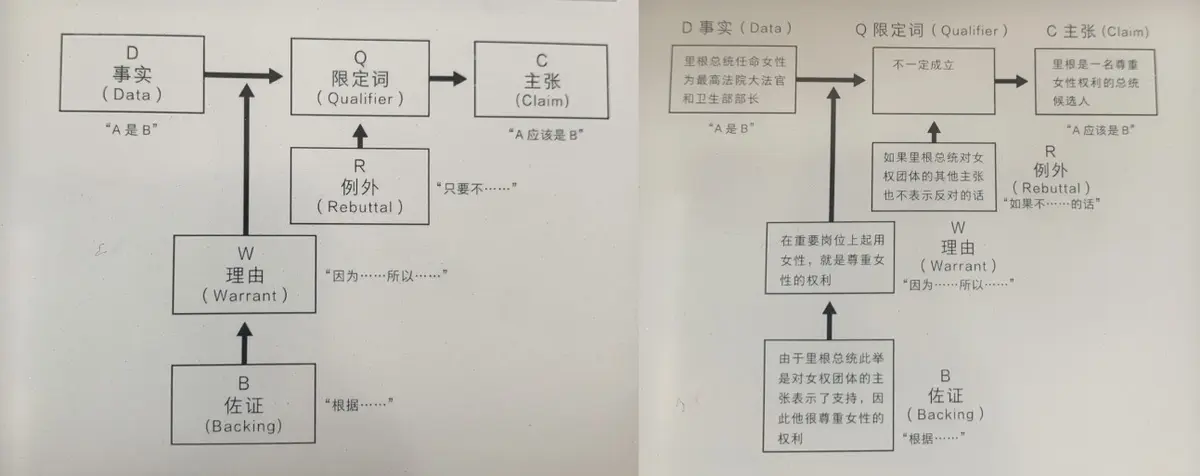 D
事实
(Data)
“A 是 B”
Q
限定词
(Qualifier)
C
主张
(Claim)
“A 应该是 B”
R
例外
(Rebuttal)
“只要不……”
W
理由
(Warrant)
“因为……所以……”
B
佐证
(Backing)
“根据……”
D 事实 (Data)
里根总统任命女性
为最高法院大法官
和卫生部部长
“A 是 B”
Q 限定词 (Qualifier)
不一定成立
C 主张 (Claim)
里根是一名尊重
女性权利的总统
候选人
“A 应该是 B”
如果里根总统对女
权团体的其他主张
也不表示反对的话
R
例外
(Rebuttal)
“如果不……的话”
在重要岗位上起用
女性，就是尊重女
性的权利
W
理由
(Warrant)
“因为……所以……”
由于里根总统此举
是对女权团体的主
张表示了支持，因
此他很尊重女性的
权利
B
佐证
(Backing)
“根据……”